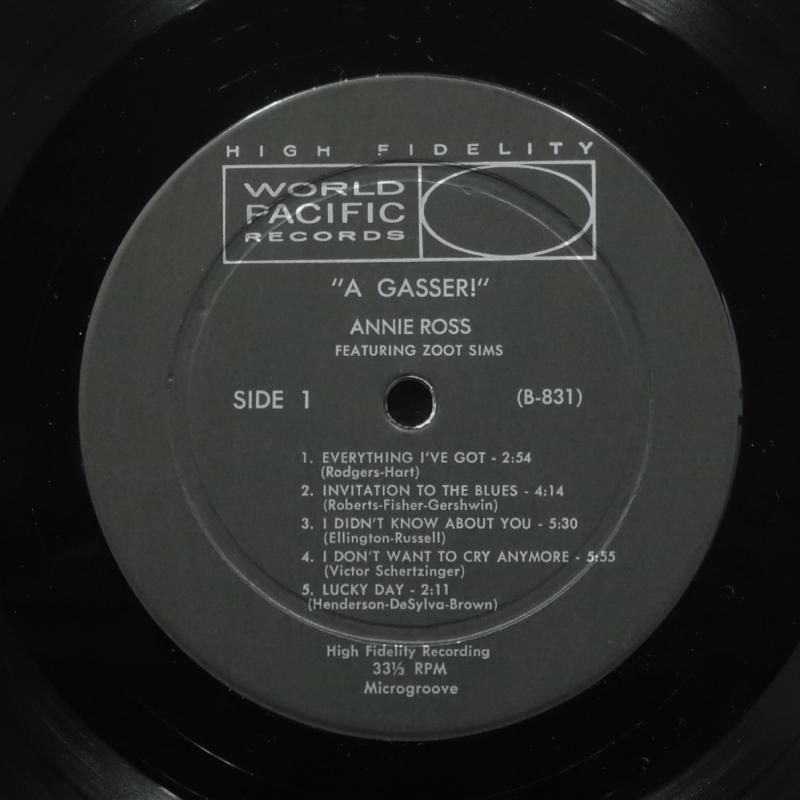 HIGH FIDELITY
WORLD
PACIFIC
RECORDS
"A GASSER!"
ANNIE ROSS
FEATURING ZOOT SIMS
SIDE 1 (B-831)
1. EVERYTHING I'VE GOT - 2:54
(Rodgers-Hart)
2. INVITATION TO THE BLUES - 4:14
(Roberts-Fisher-Gershwin)
3. I DIDN'T KNOW ABOUT YOU - 5:30
(Ellington-Russell)
4. I DON'T WANT TO CRY ANYMORE - 5:55
(Victor Schertzinger)
5. LUCKY DAY - 2:11
(Henderson-DeSylva-Brown)
High Fidelity Recording
33⅓ RPM
Microgroove